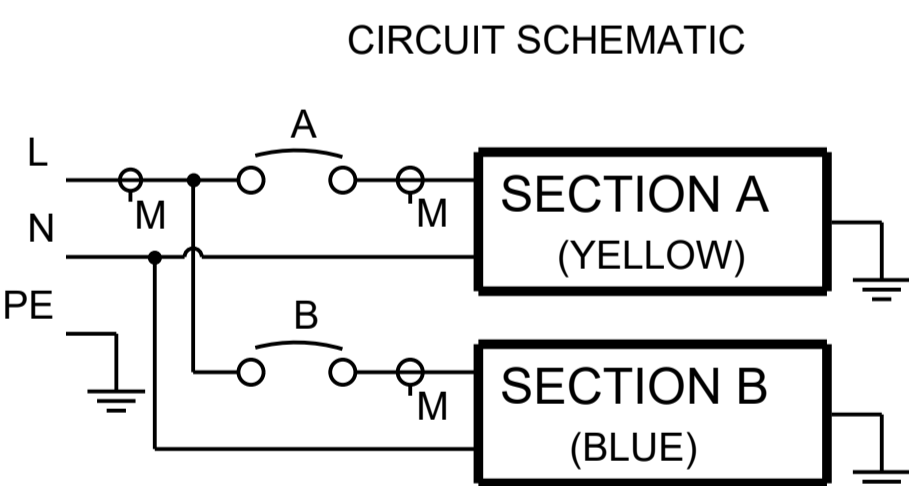 CIRCUIT SCHEMATIC
A
L
M
M
SECTION A
(YELLOW)
N
PE
B
M
SECTION B
(BLUE)